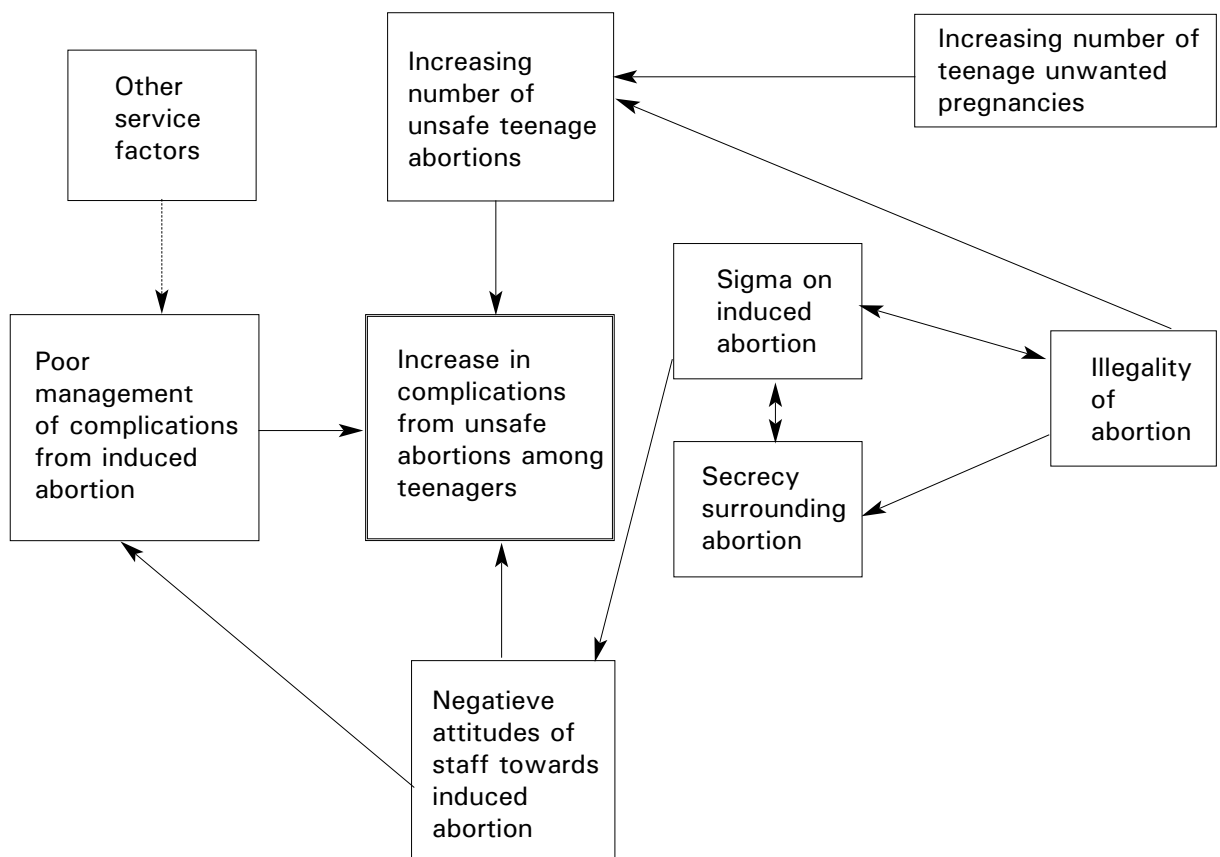 Other
service
factors
Increasing
number of
unsafe teenage
abortions
Increasing number of
teenage unwanted
pregnancies
Poor
management
of complications
from induced
abortion
Increase in
complications
from unsafe
abortions among
teenagers
Sigma on
induced
abortion
Illegality
of
abortion
Secrecy
surrounding
abortion
Negatieve
attitudes of
staff towards
induced
abortion